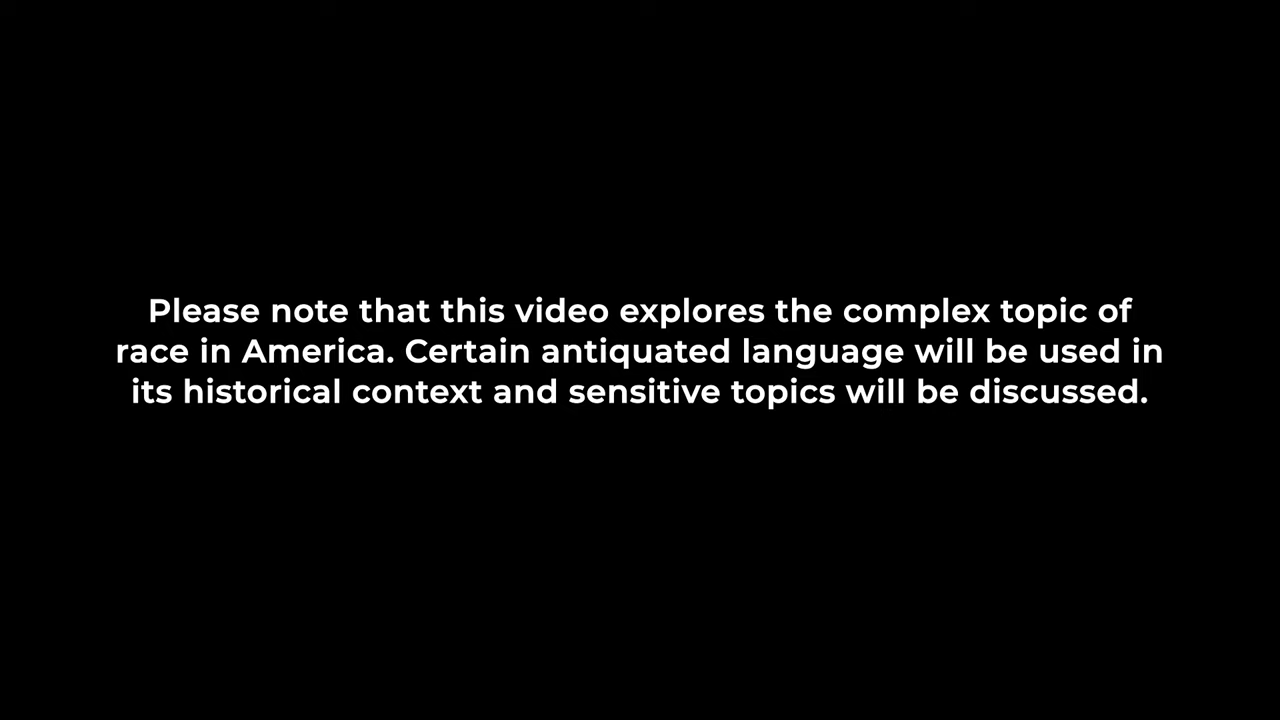 Please note that this video explores the complex topic of
race in America. Certain antiquated language will be used in
its historical context and sensitive topics will be discussed.